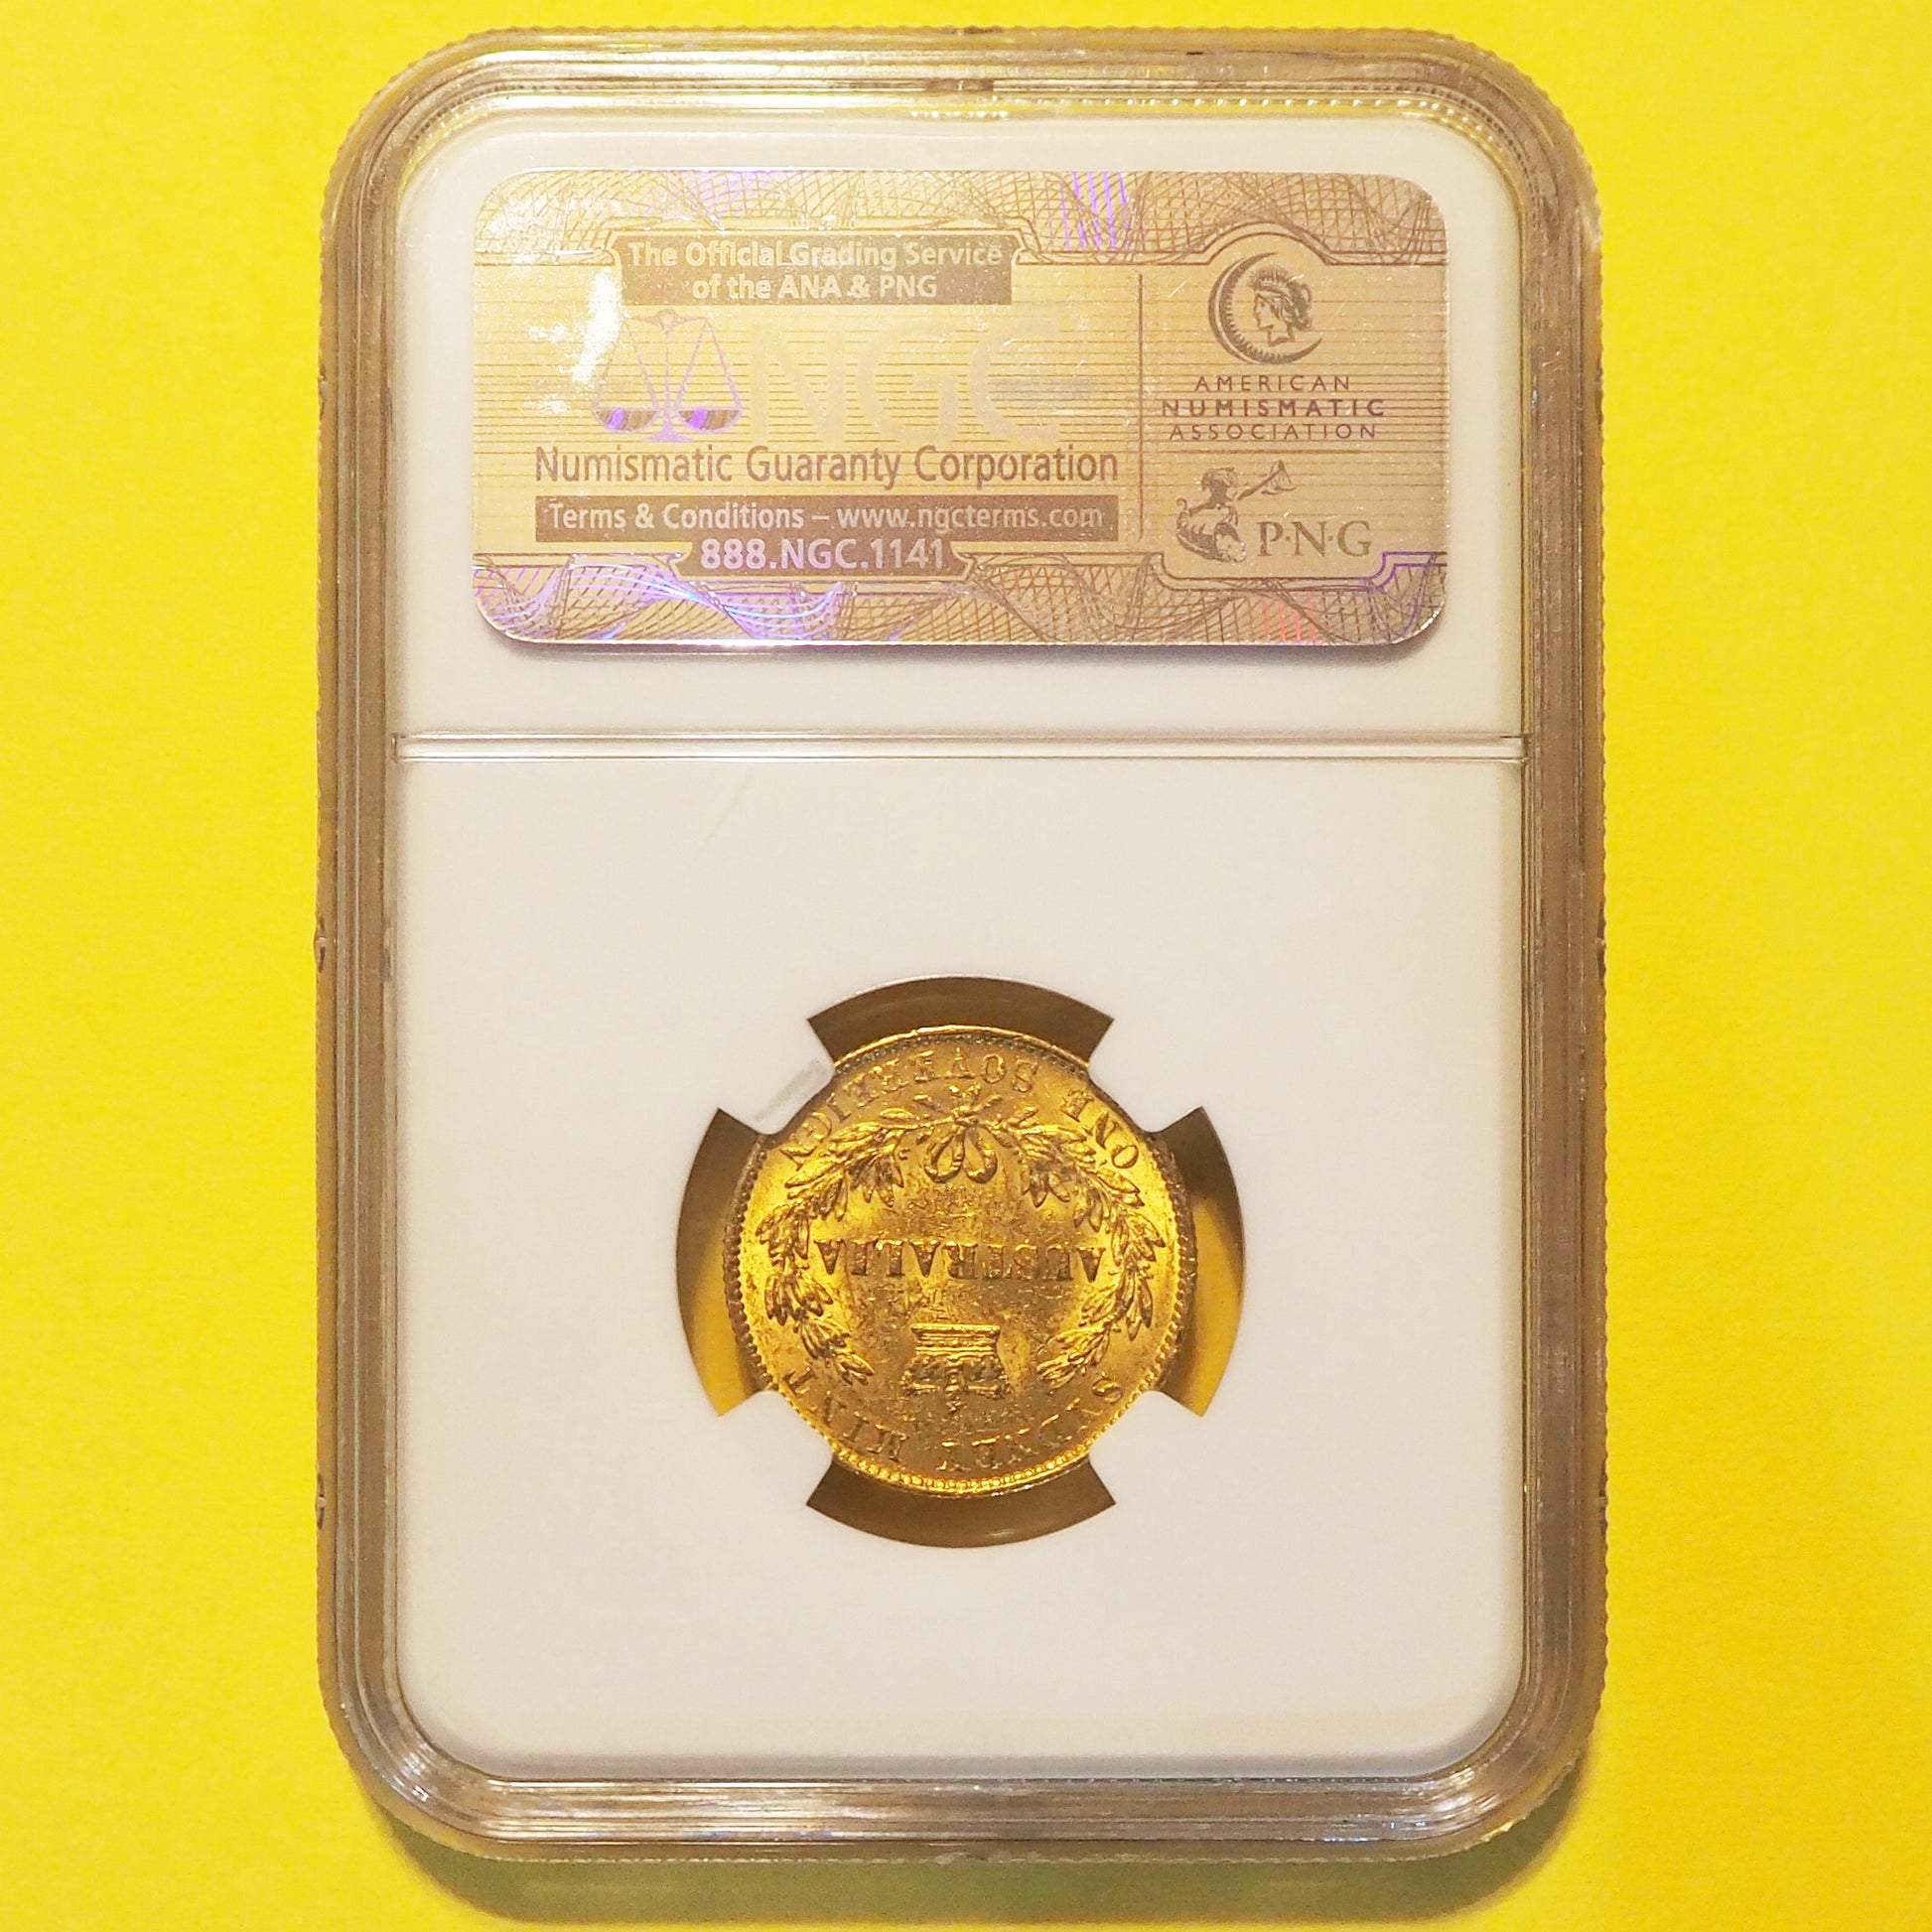 The Official Grading Service
of the ANA & PNG
NGC
Numismatic Guaranty Corporation
Terms & Conditions – www.ngcterms.com
888.NGC.1141
AMERICAN
NUMISMATIC
ASSOCIATION
P·N·G
SYDNEY MINT
AUSTRALIA
ONE SOVEREIGN